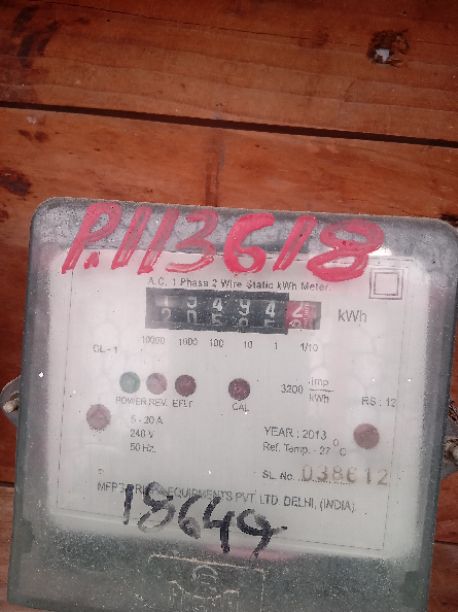 P.113618
A.C. 1 Phase 2 Wire Static kWh Meter.
kWh
10000 1000 100 10 1 1/10
CL - 1
POWER REV. EFLT CAL
3200 imp/kWh
RS : 12
5 - 20 A
240 V
50 Hz.
YEAR : 2013
Ref. Temp. - 27 °C
SL. No. 038612
EQUIPMENTS PVT. LTD. DELHI, (INDIA)
18649